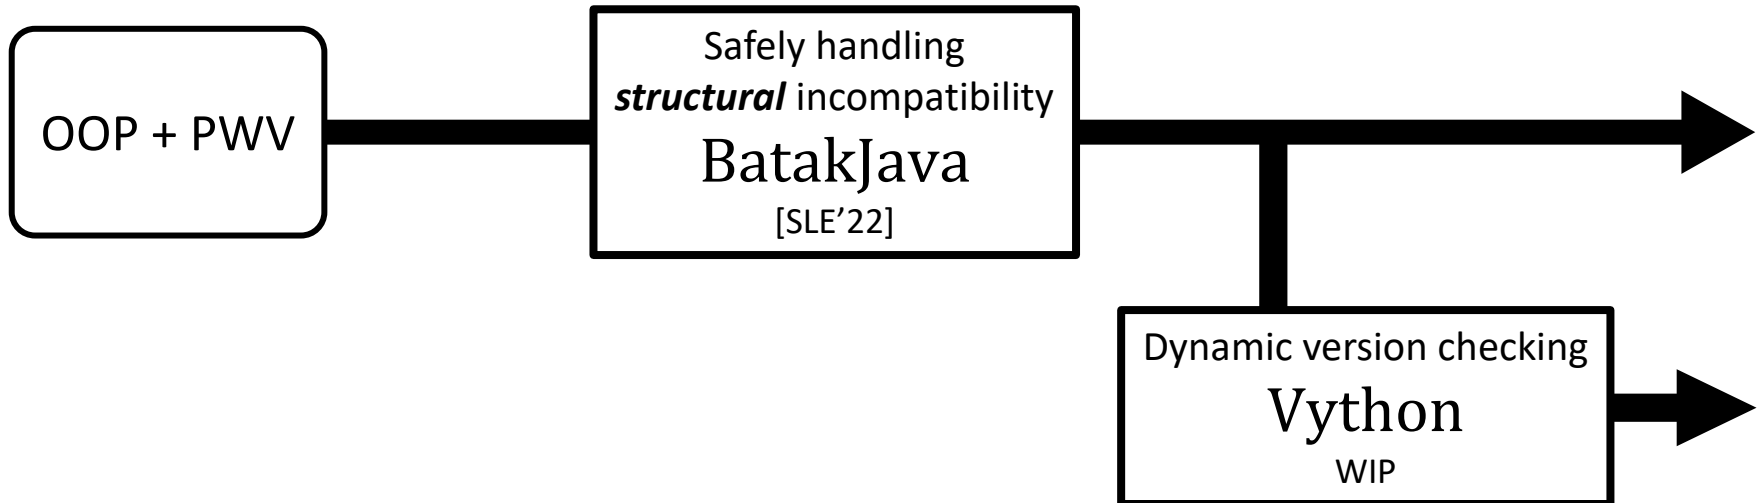 OOP + PWV
Safely handling
structural incompatibility
BatakJava
[SLE’22]
Dynamic version checking
Vython
WIP